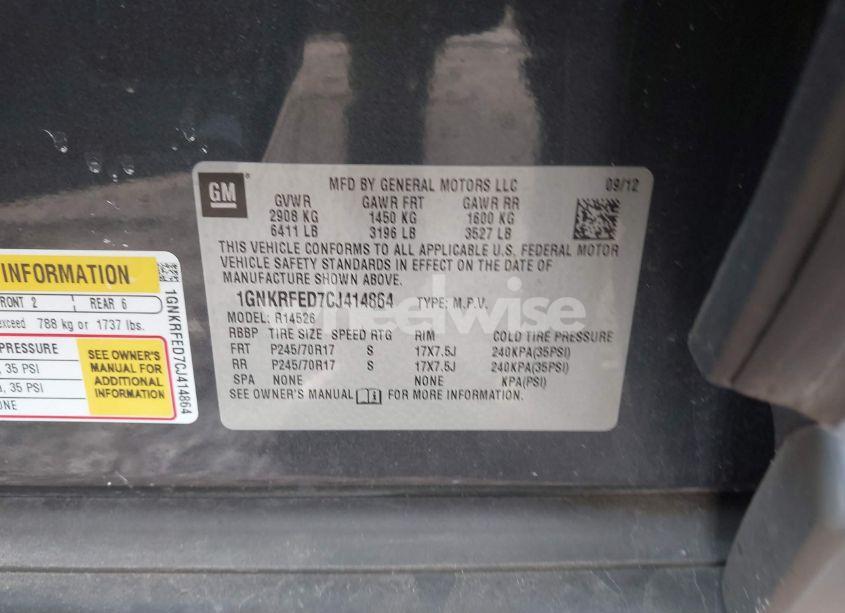 GM
MFD BY GENERAL MOTORS LLC 09/12
GVWR GAWR FRT GAWR RR
2908 KG 1450 KG 1600 KG
6411 LB 3196 LB 3527 LB
THIS VEHICLE CONFORMS TO ALL APPLICABLE U.S. FEDERAL MOTOR
VEHICLE SAFETY STANDARDS IN EFFECT ON THE DATE OF
MANUFACTURE SHOWN ABOVE.
1GNKRFED7CJ414864 TYPE: M.P.V.
R14526
RBBP TIRE SIZE SPEED RTG RIM COLD TIRE PRESSURE
FRT P245/70R17 S 17X7.5J 240KPA(35PSI)
RR P245/70R17 S 17X7.5J 240KPA(35PSI)
SPA NONE NONE KPA(PSI)
SEE OWNER'S MANUAL FOR MORE INFORMATION.
INFORMATION
FRONT 2 REAR 6
exceed 788 kg or 1737 lbs.
PRESSURE
, 35 PSI
, 35 PSI
ONE
SEE OWNER'S
MANUAL FOR
ADDITIONAL
INFORMATION
1GNKRFED7CJ414864